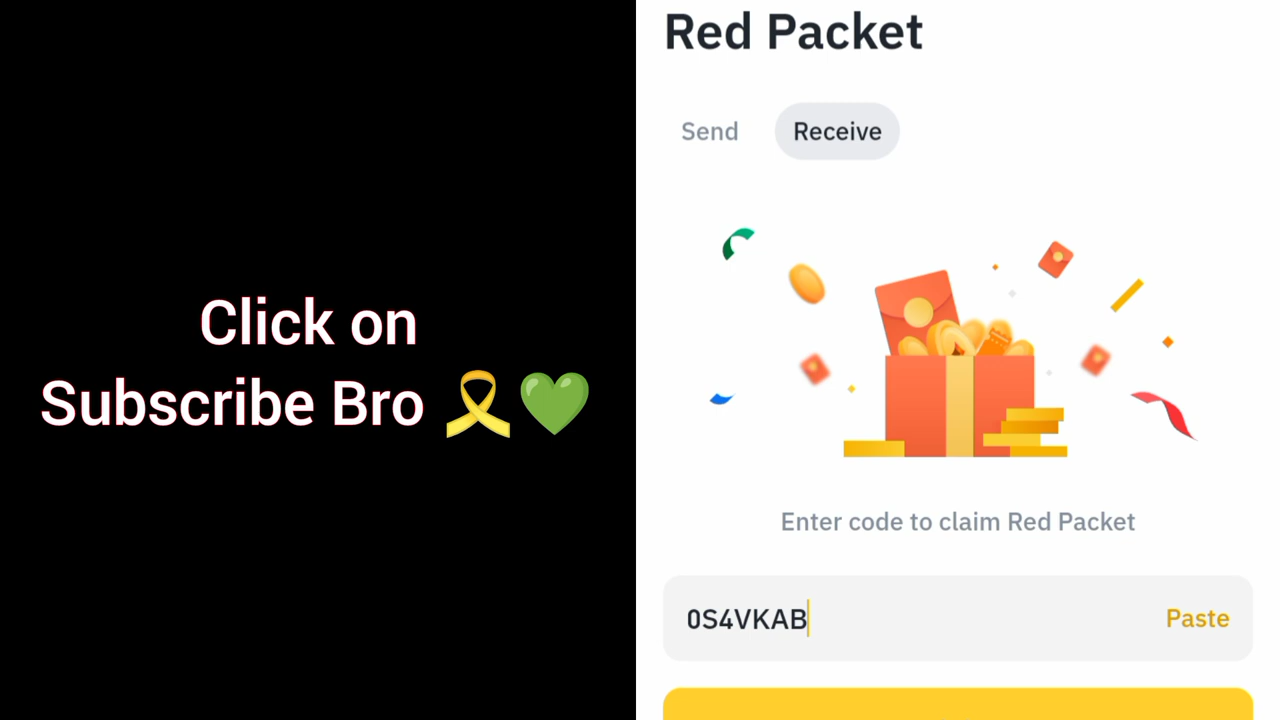 Click on
Subscribe Bro 🎗️💚
Red Packet
Send
Receive
Enter code to claim Red Packet
0S4VKAB
Paste